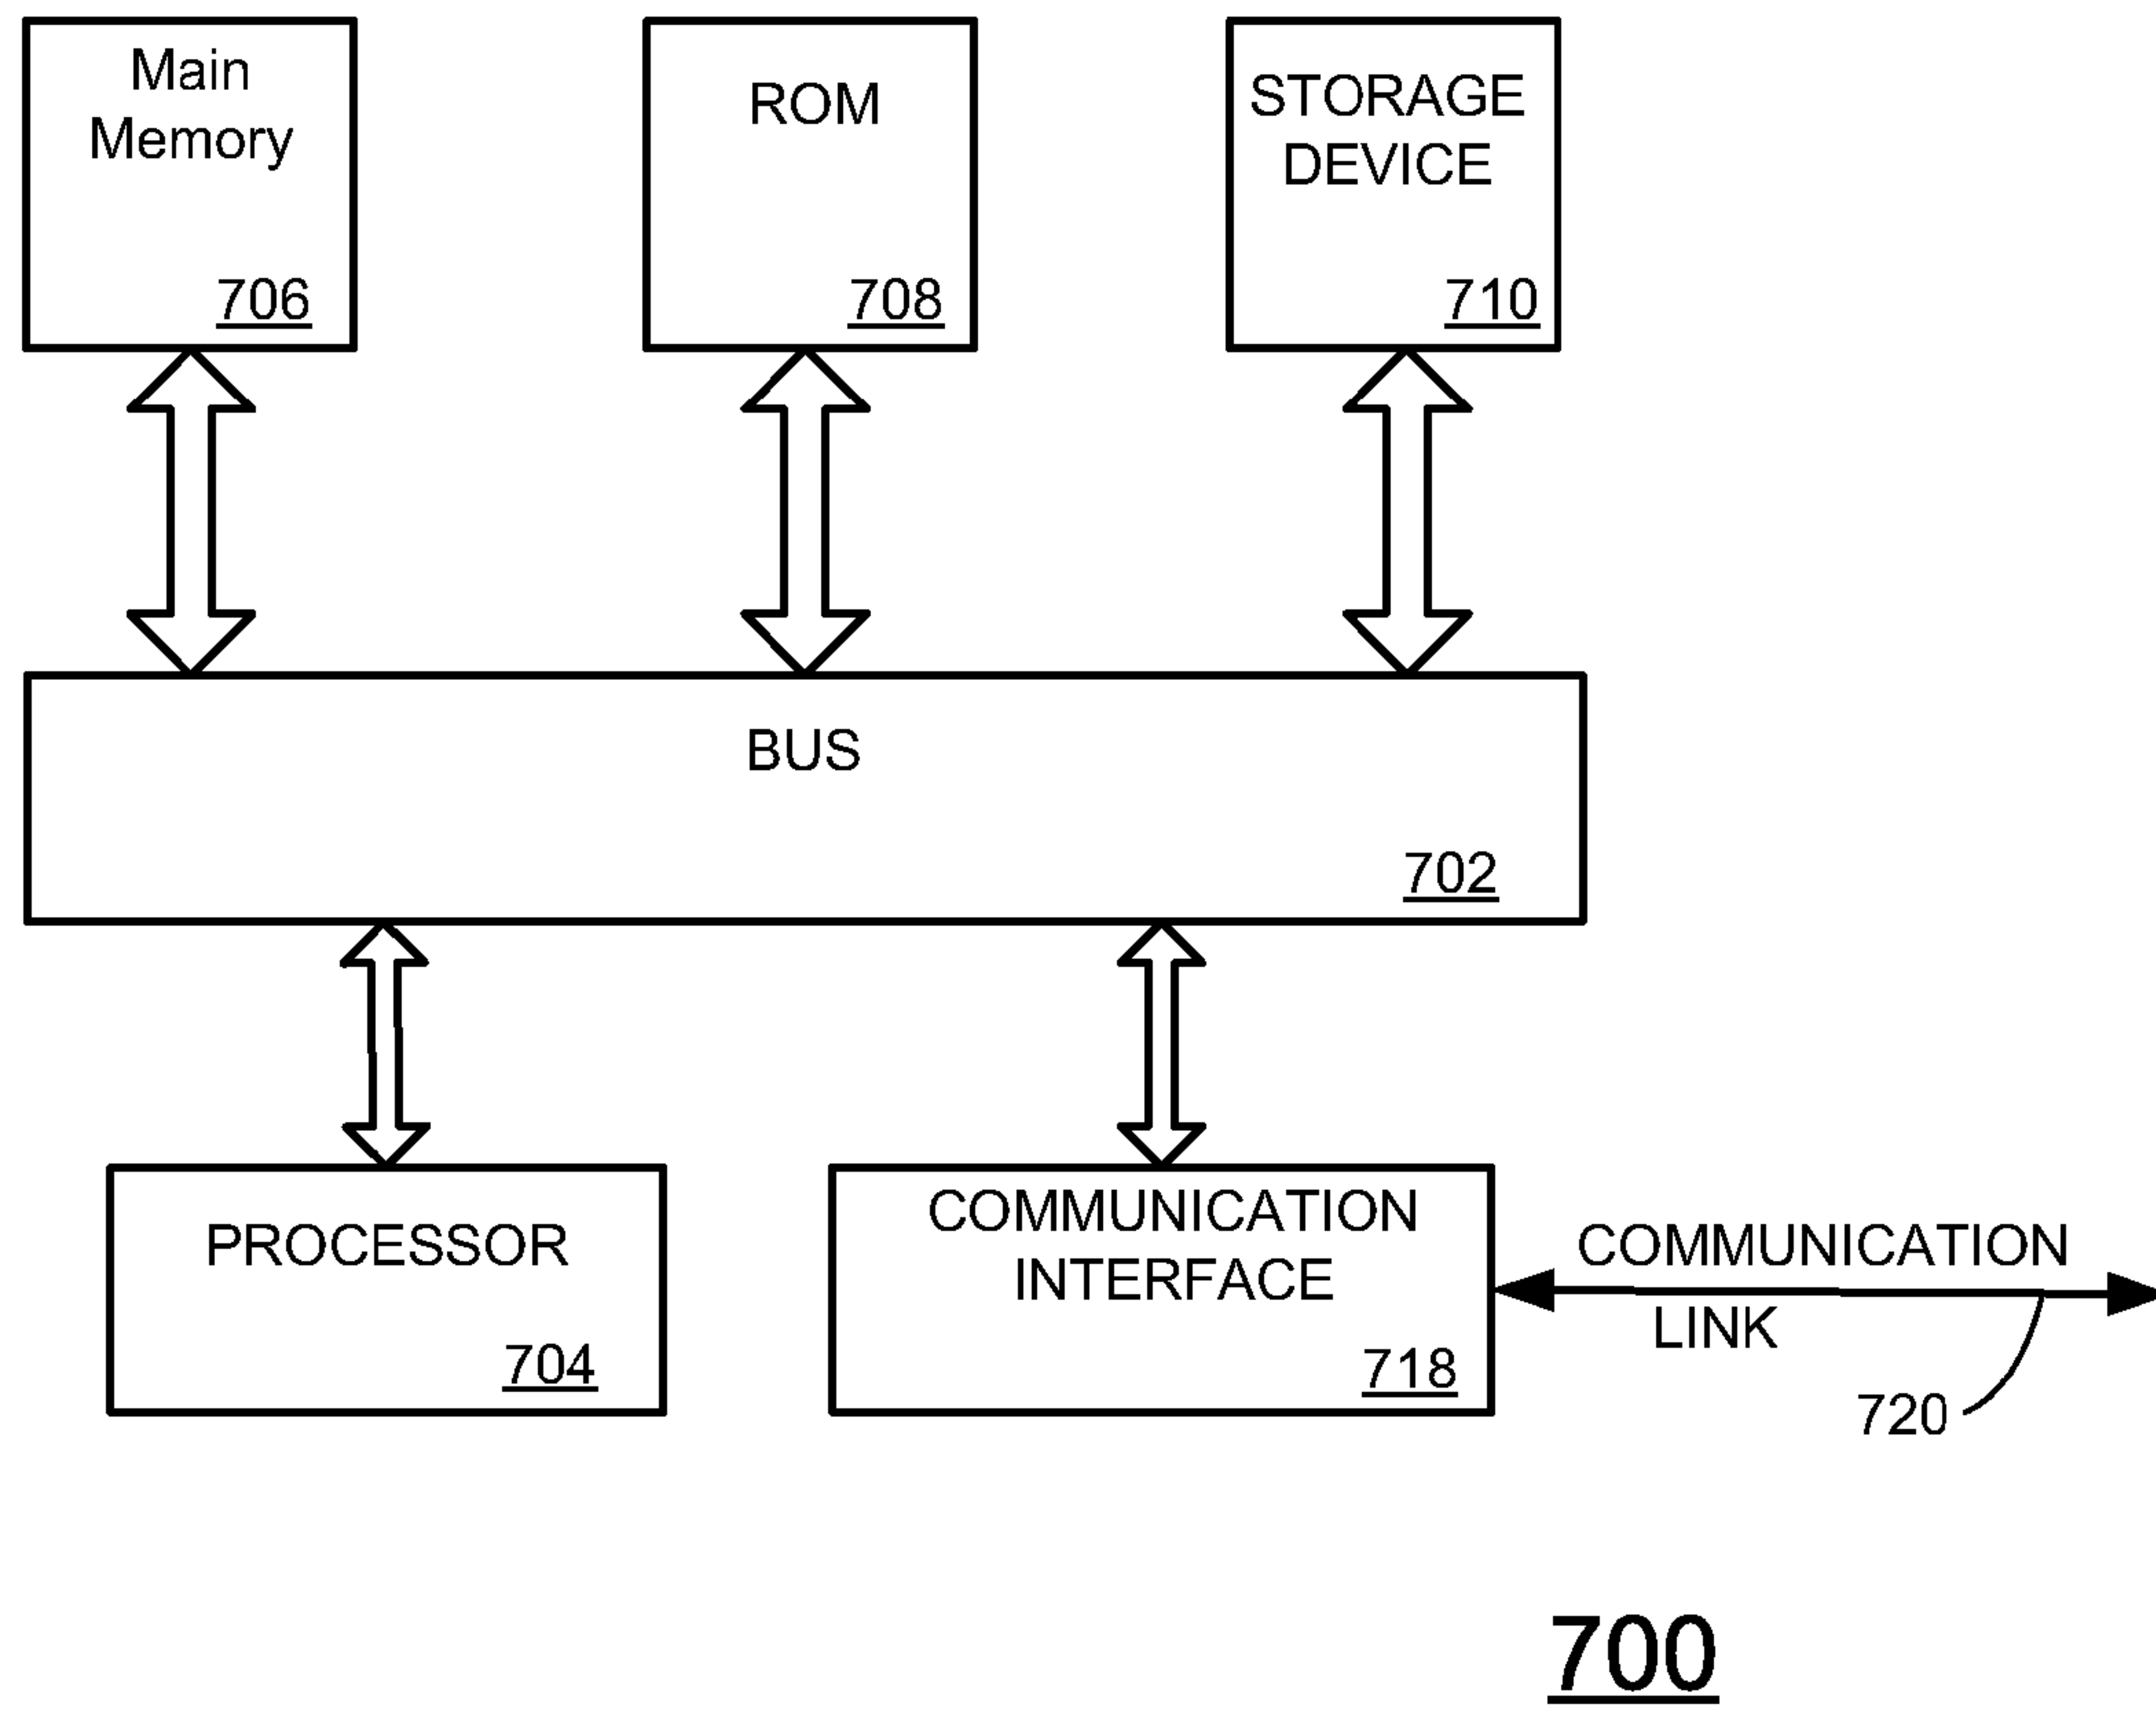 Main
Memory
706
ROM
708
STORAGE
DEVICE
710
BUS
702
PROCESSOR
704
COMMUNICATION
INTERFACE
718
COMMUNICATION
LINK
720
700